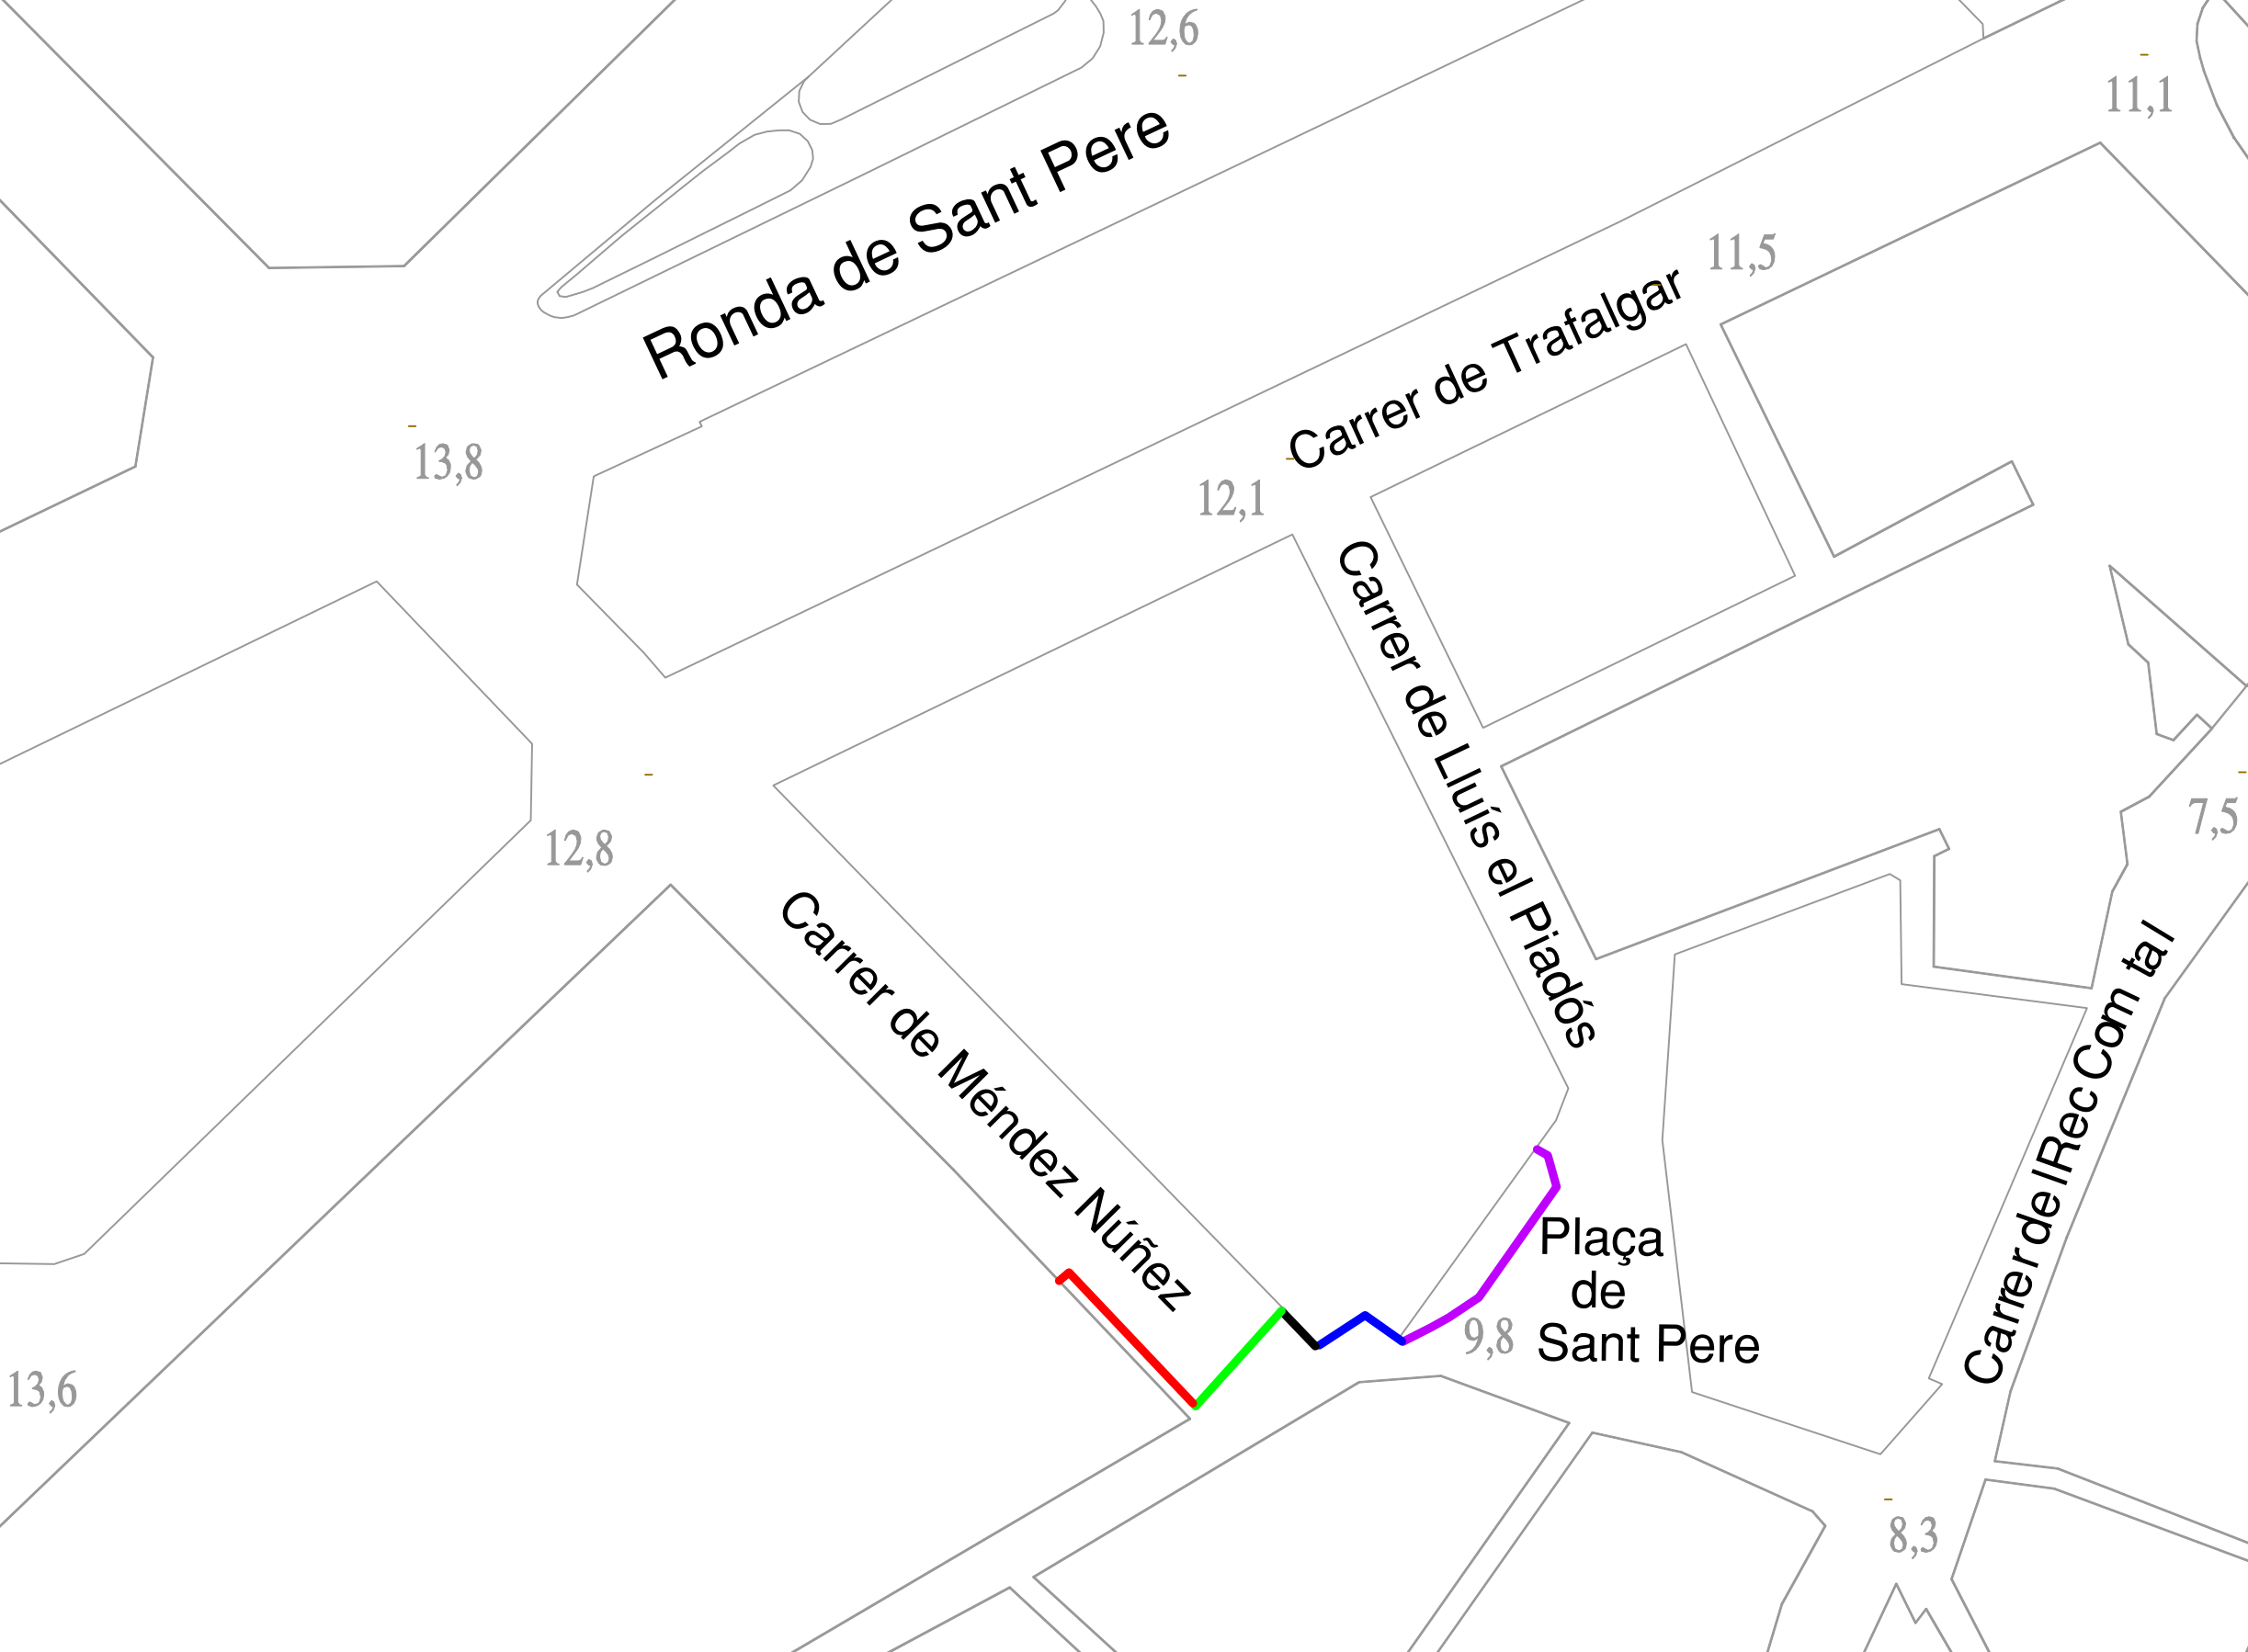 12,6
11,1
Ronda de Sant Pere
11,5
Carrer de Trafalgar
13,8
12,1
Carrer de Lluís el Piadós
7,5
12,8
Carrer de Méndez Núñez
Carrer del Rec Com tal
Plaça
de
Sant Pere
9,8
13,6
8,3